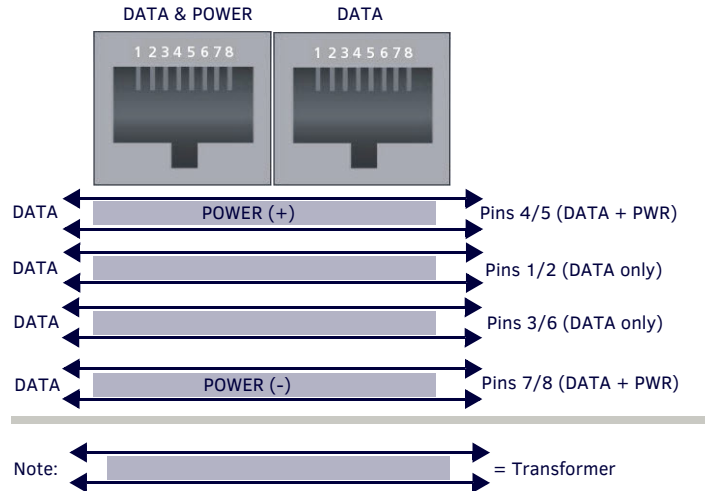 DATA & POWER DATA
1 2 3 4 5 6 7 8 1 2 3 4 5 6 7 8
DATA POWER (+) Pins 4/5 (DATA + PWR)
DATA Pins 1/2 (DATA only)
DATA Pins 3/6 (DATA only)
DATA POWER (-) Pins 7/8 (DATA + PWR)
Note: = Transformer